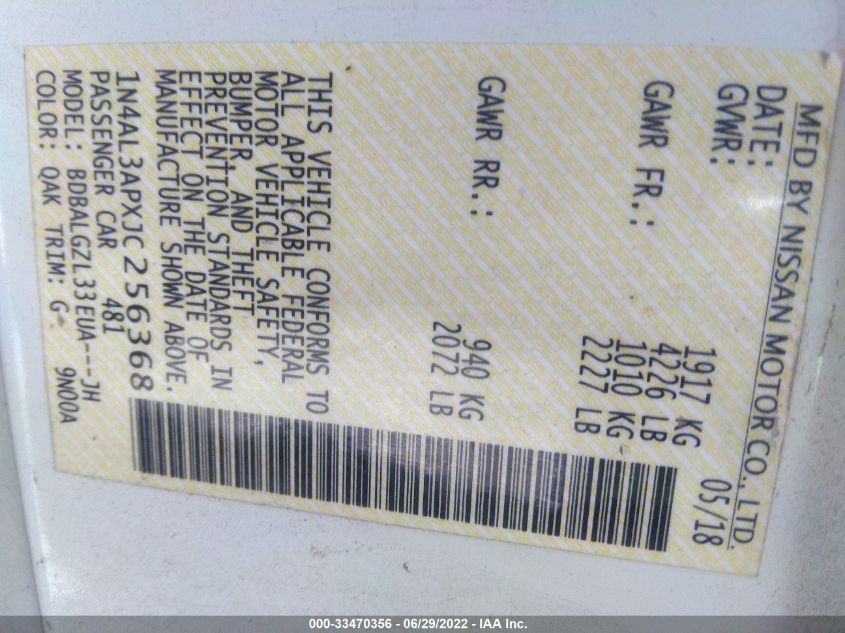 MFD BY NISSAN MOTOR CO., LTD.
DATE: 05/18
GVWR: 1917 KG
4226 LB
GAWR FR.: 1010 KG
2227 LB
GAWR RR.: 940 KG
2072 LB
THIS VEHICLE CONFORMS TO
ALL APPLICABLE FEDERAL
MOTOR VEHICLE SAFETY,
BUMPER AND THEFT
PREVENTION STANDARDS IN
EFFECT ON THE DATE OF
MANUFACTURE SHOWN ABOVE.
1N4AL3APXJC256368
PASSENGER CAR 481
MODEL: BDBALGZL33EUA---JH
COLOR: QAK TRIM: G 9N00A
000-33470356 - 06/29/2022 - IAA Inc.